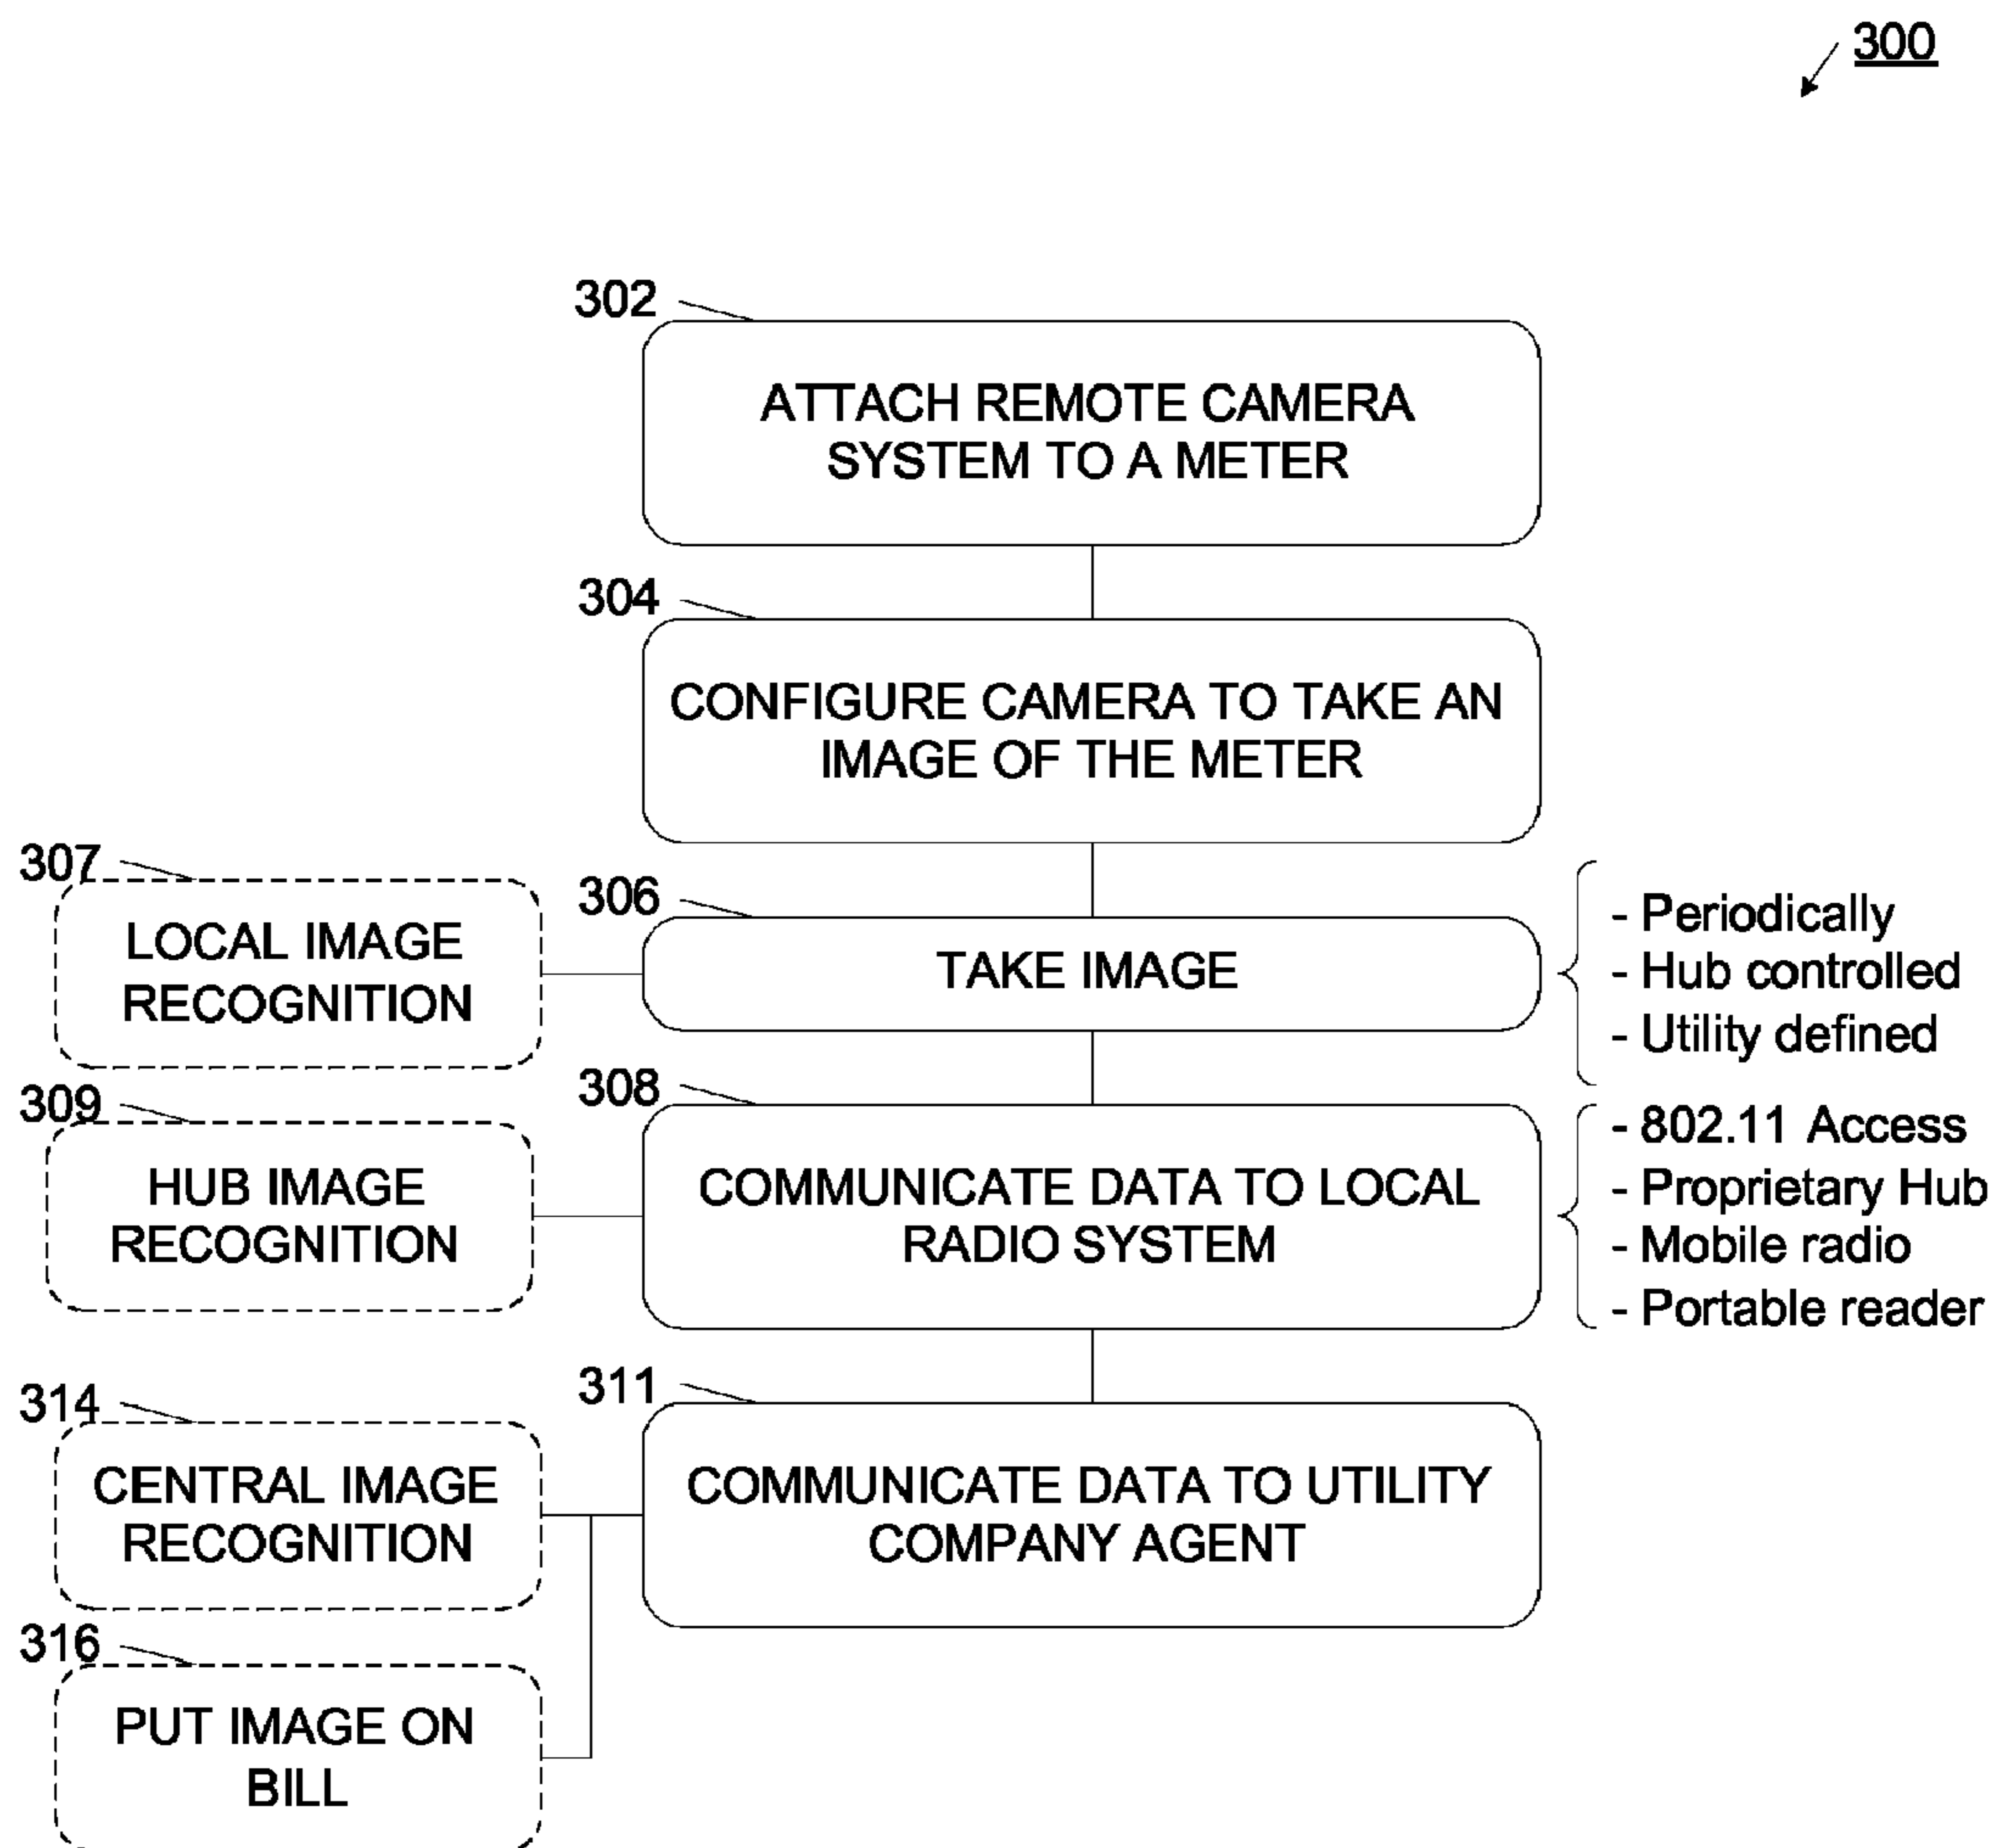 300
302
ATTACH REMOTE CAMERA
SYSTEM TO A METER
304
CONFIGURE CAMERA TO TAKE AN
IMAGE OF THE METER
307
LOCAL IMAGE
RECOGNITION
306
TAKE IMAGE
- Periodically
- Hub controlled
- Utility defined
309
HUB IMAGE
RECOGNITION
308
COMMUNICATE DATA TO LOCAL
RADIO SYSTEM
- 802.11 Access
- Proprietary Hub
- Mobile radio
- Portable reader
314
CENTRAL IMAGE
RECOGNITION
311
COMMUNICATE DATA TO UTILITY
COMPANY AGENT
316
PUT IMAGE ON
BILL